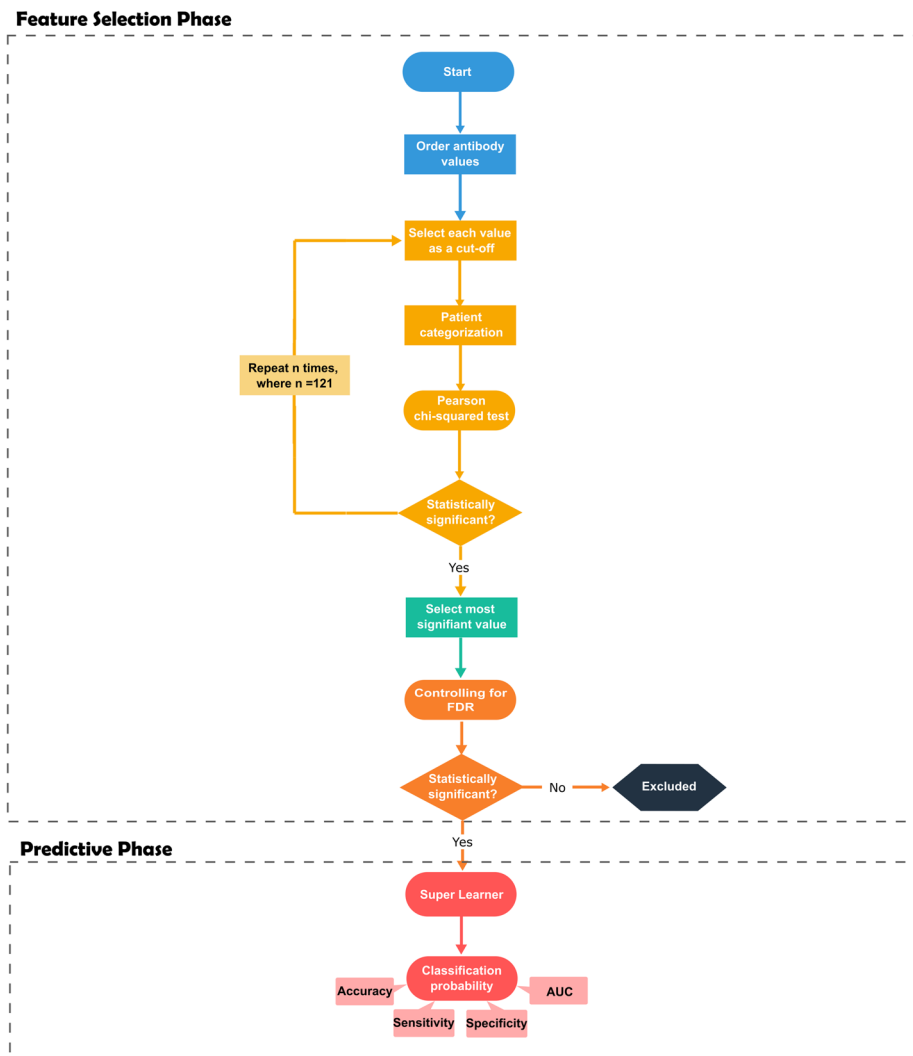 Feature Selection Phase
Start
Order antibody
values
Select each value
as a cut-off
Patient
categorization
Repeat n times,
where n =121
Pearson
chi-squared test
Statistically
significant?
Yes
Select most
signifiant value
Controlling for
FDR
Statistically
significant?
No
Excluded
Yes
Predictive Phase
Super Learner
Classification
probability
Accuracy
AUC
Sensitivity
Specificity